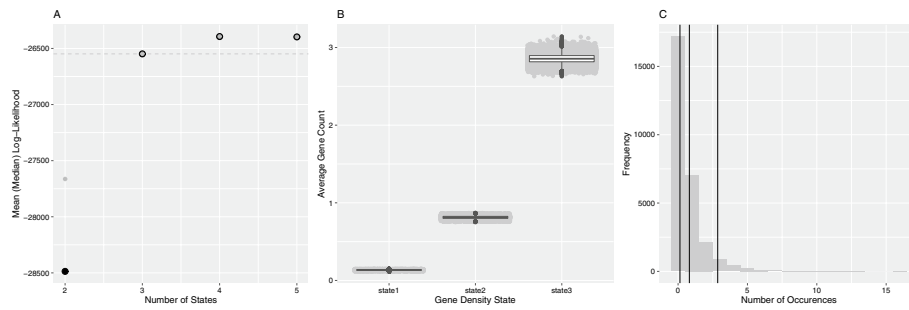 A
Mean (Median) Log−Likelihood
−26500
−27000
−27500
−28000
−28500
2
3
4
5
Number of States
B
Average Gene Count
3
2
1
0
state1
state2
state3
Gene Density State
C
Frequency
15000
10000
5000
0
0
5
10
15
Number of Occurences